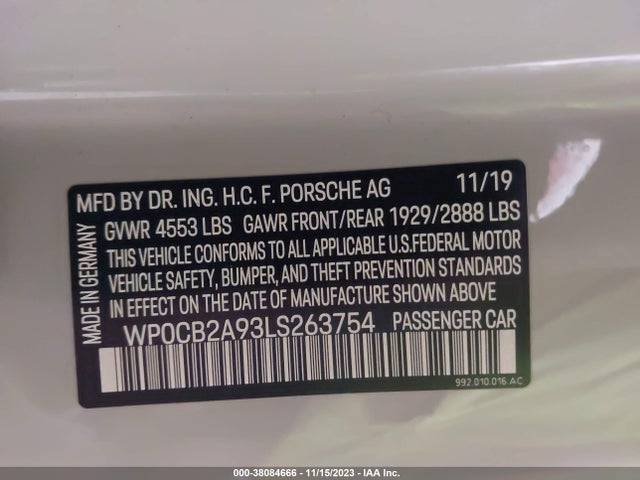 MFD BY DR. ING. H.C. F. PORSCHE AG 11/19
GVWR 4553 LBS GAWR FRONT/REAR 1929/2888 LBS
THIS VEHICLE CONFORMS TO ALL APPLICABLE U.S.FEDERAL MOTOR
VEHICLE SAFETY, BUMPER, AND THEFT PREVENTION STANDARDS
IN EFFECT ON THE DATE OF MANUFACTURE SHOWN ABOVE
WP0CB2A93LS263754 PASSENGER CAR
992.010.016 AC
MADE IN GERMANY
000-38084666 - 11/15/2023 - IAA Inc.